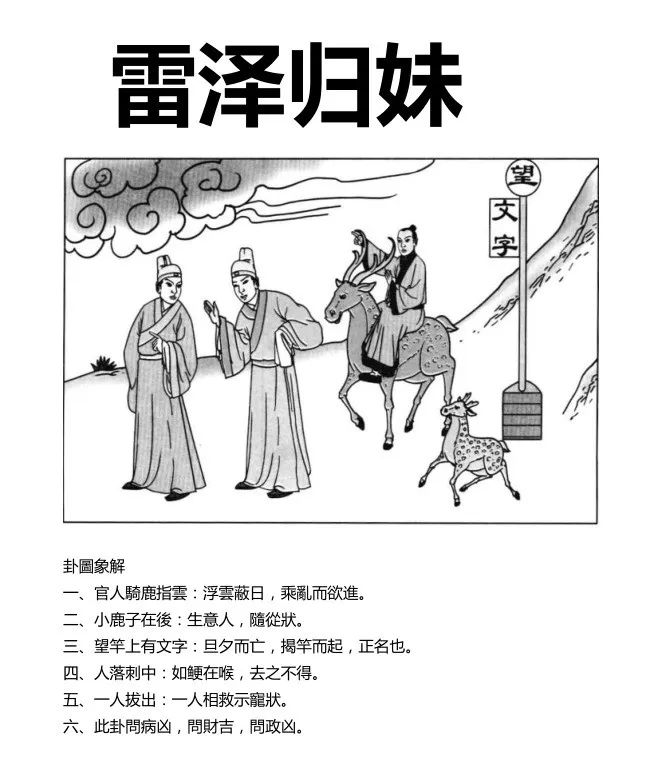 雷泽归妹
望
文字
卦圖象解
一、官人騎鹿指雲：浮雲蔽日，乘亂而欲進。
二、小鹿子在後：生意人，隨從狀。
三、望竿上有文字：旦夕而亡，揭竿而起，正名也。
四、人落刺中：如鯁在喉，去之不得。
五、一人拔出：一人相救示寵狀。
六、此卦問病凶，問財吉，問政凶。